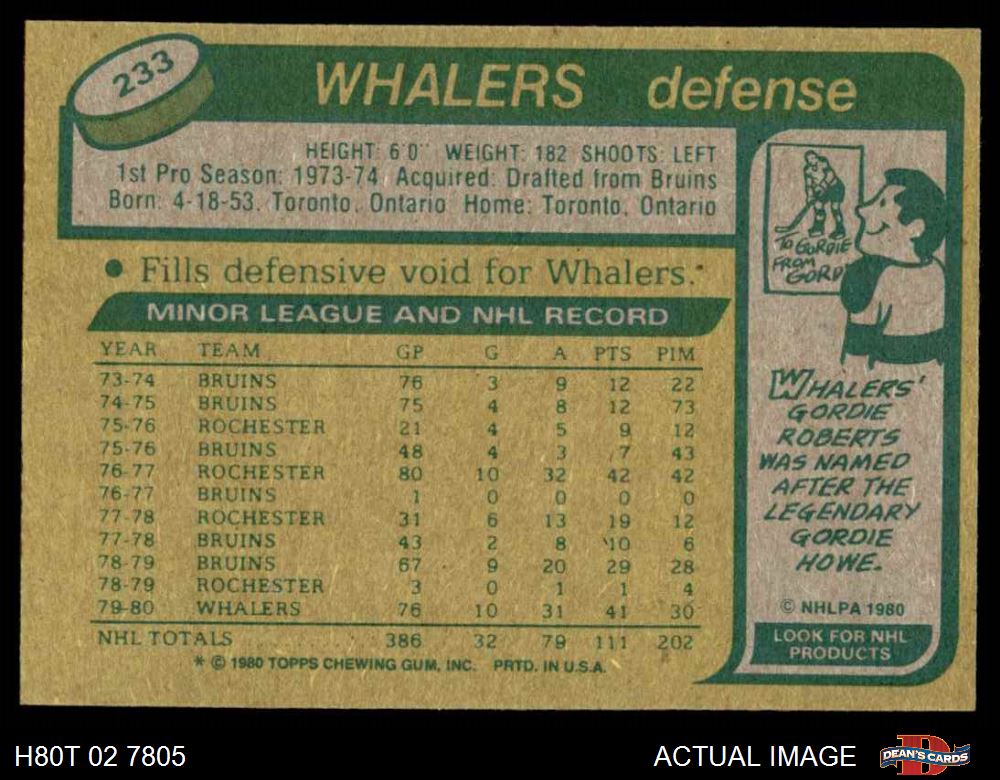 233
WHALERS defense
HEIGHT: 6'0" WEIGHT: 182 SHOOTS: LEFT
1st Pro Season: 1973-74 Acquired: Drafted from Bruins
Born: 4-18-53, Toronto, Ontario Home: Toronto, Ontario
• Fills defensive void for Whalers.
MINOR LEAGUE AND NHL RECORD
YEAR TEAM GP G A PTS PIM
73-74 BRUINS 76 3 9 12 22
74-75 BRUINS 75 4 8 12 73
75-76 ROCHESTER 21 4 5 9 12
75-76 BRUINS 48 4 3 7 43
76-77 ROCHESTER 80 10 32 42 42
76-77 BRUINS 1 0 0 0 0
77-78 ROCHESTER 31 6 13 19 12
77-78 BRUINS 43 2 8 10 6
78-79 BRUINS 67 9 20 29 28
78-79 ROCHESTER 3 0 1 1 4
79-80 WHALERS 76 10 31 41 30
NHL TOTALS 386 32 79 111 202
* © 1980 TOPPS CHEWING GUM, INC. PRTD. IN U.S.A.
TO GORDIE
FROM
GORD
WHALERS'
GORDIE
ROBERTS
WAS NAMED
AFTER THE
LEGENDARY
GORDIE
HOWE.
© NHLPA 1980
LOOK FOR NHL
PRODUCTS
H80T 02 7805
ACTUAL IMAGE
DEAN'S CARDS